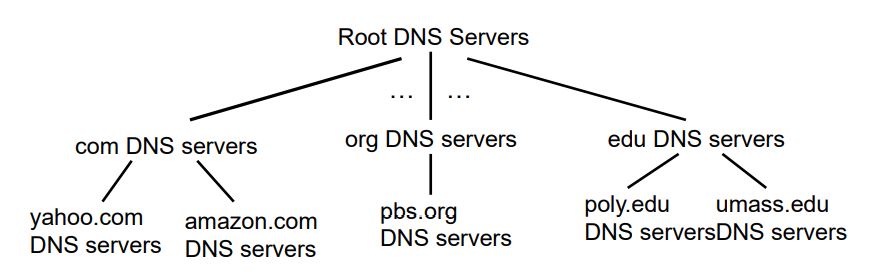 Root DNS Servers
... ...
com DNS servers
org DNS servers
edu DNS servers
yahoo.com
DNS servers
amazon.com
DNS servers
pbs.org
DNS servers
poly.edu
DNS servers
umass.edu
DNS servers